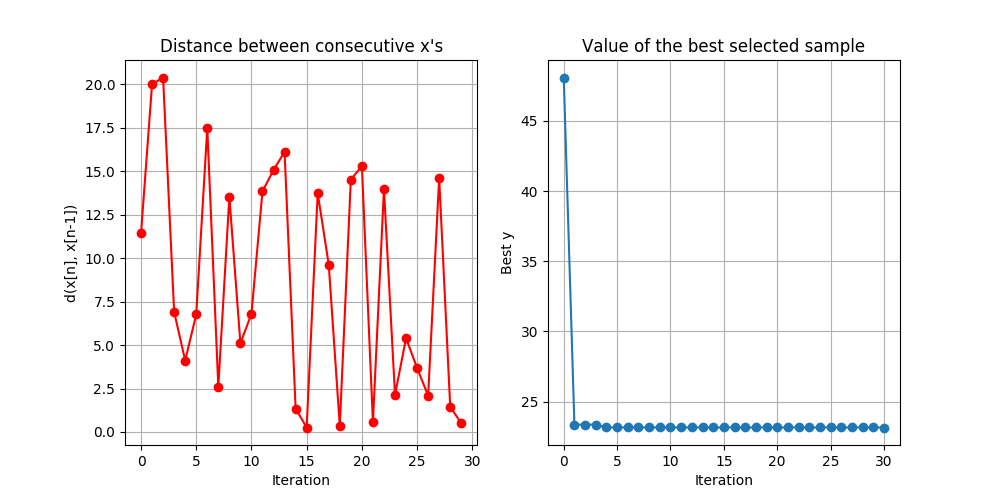 Distance between consecutive x's
20.0
17.5
15.0
12.5
10.0
7.5
5.0
2.5
0.0
d(x[n], x[n-1])
0 5 10 15 20 25 30
Iteration
Value of the best selected sample
45
40
35
30
25
Best y
0 5 10 15 20 25 30
Iteration